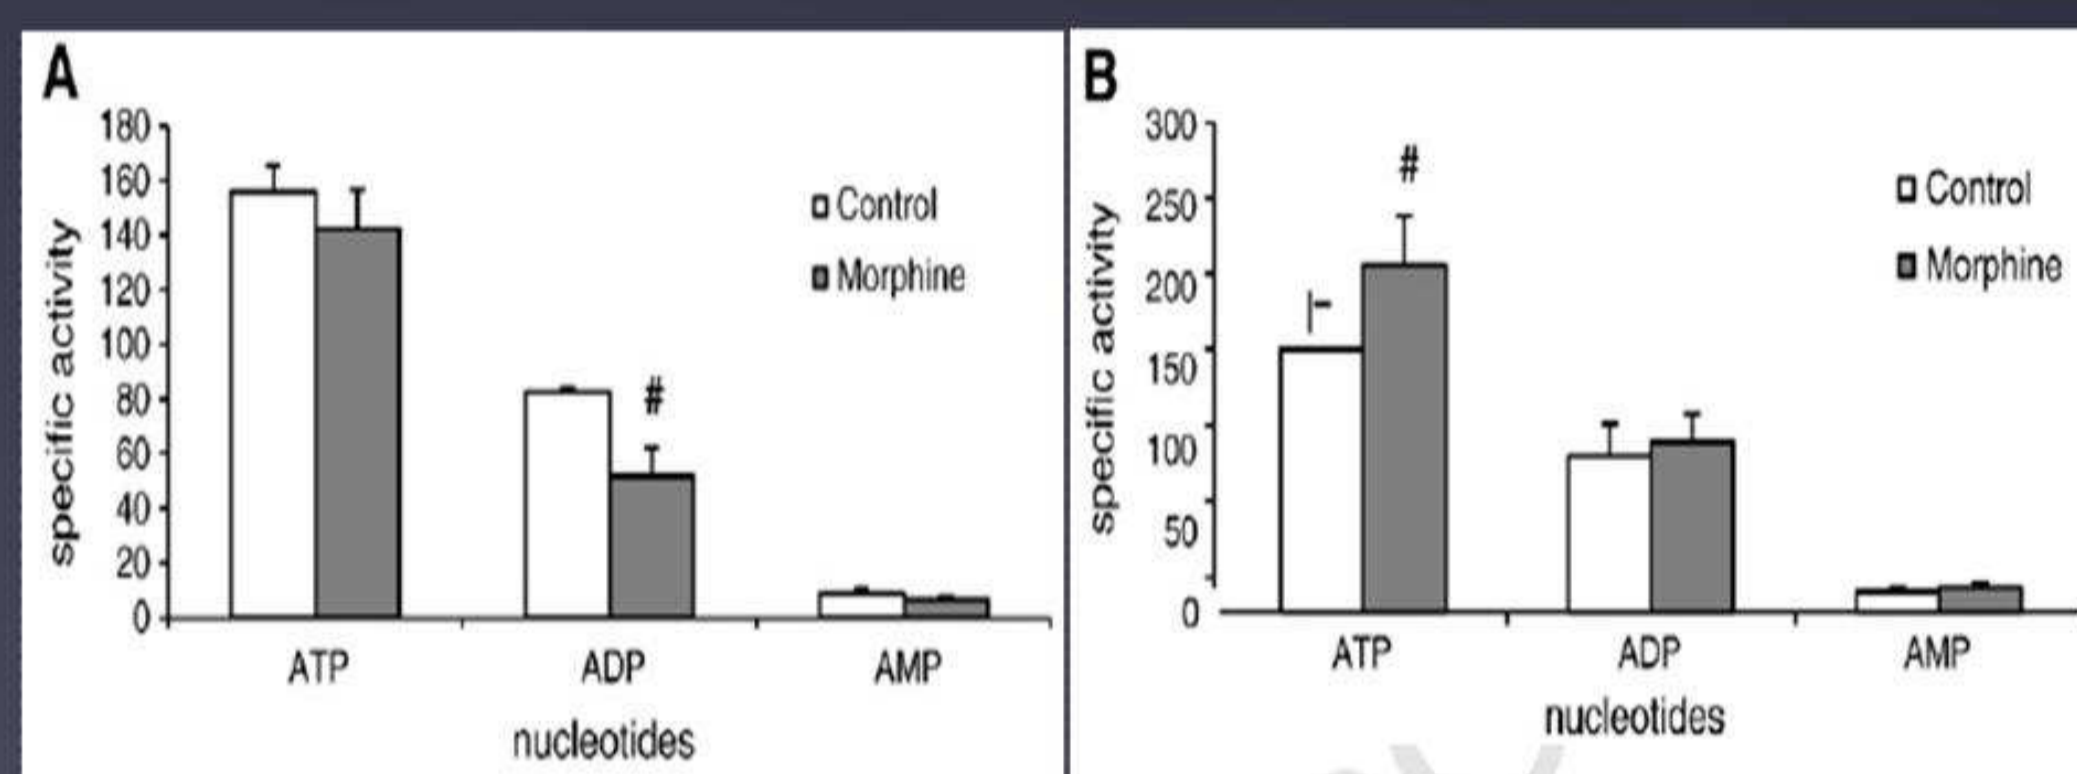 A
180
160
140
120
100
80
60
40
20
0
specific activity
#
Control
Morphine
ATP ADP AMP
nucleotides
B
300
250
200
150
100
50
0
specific activity
#
Control
Morphine
ATP ADP AMP
nucleotides